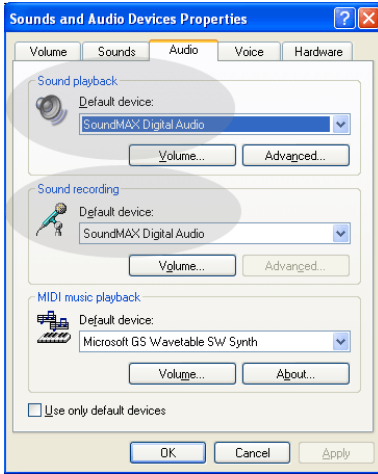 Sounds and Audio Devices Properties
Volume Sounds Audio Voice Hardware
Sound playback
Default device:
SoundMAX Digital Audio
Volume... Advanced...
Sound recording
Default device:
SoundMAX Digital Audio
Volume... Advanced...
MIDI music playback
Default device:
Microsoft GS Wavetable SW Synth
Volume... About...
Use only default devices
OK Cancel Apply